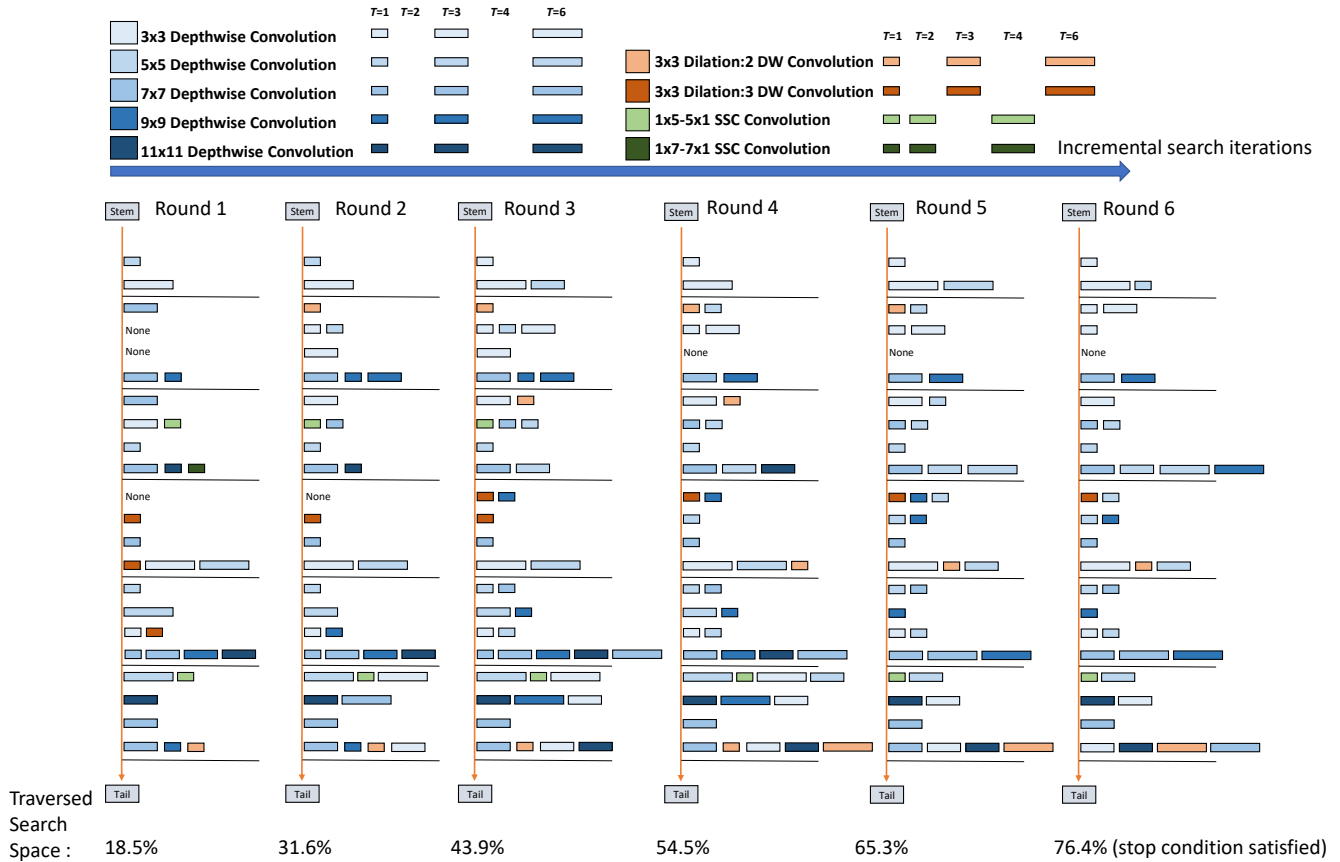 T=1 T=2 T=3 T=4 T=6
3x3 Depthwise Convolution
5x5 Depthwise Convolution
7x7 Depthwise Convolution
9x9 Depthwise Convolution
11x11 Depthwise Convolution
T=1 T=2 T=3 T=4 T=6
3x3 Dilation:2 DW Convolution
3x3 Dilation:3 DW Convolution
1x5-5x1 SSC Convolution
1x7-7x1 SSC Convolution
Incremental search iterations
Stem Round 1 Stem Round 2 Stem Round 3 Stem Round 4 Stem Round 5 Stem Round 6
None
None None None None
None None
Tail Tail Tail Tail Tail Tail
Traversed
Search
Space : 18.5% 31.6% 43.9% 54.5% 65.3% 76.4% (stop condition satisfied)